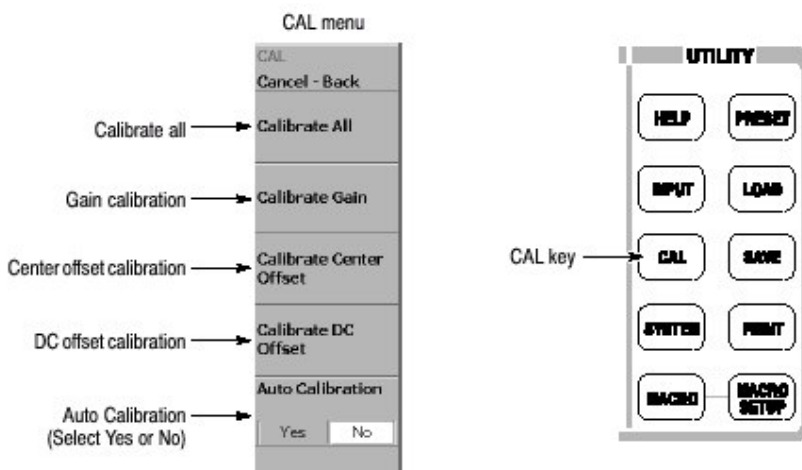 CAL menu
CAL
Cancel - Back
Calibrate all
Calibrate All
Gain calibration
Calibrate Gain
Center offset calibration
Calibrate Center
Offset
DC offset calibration
Calibrate DC
Offset
Auto Calibration
(Select Yes or No)
Auto Calibration
Yes No
UTILITY
HELP PRESET
INPUT LOAD
CAL key
CAL SAVE
SYSTEM PRINT
MACRO MACRO
SETUP